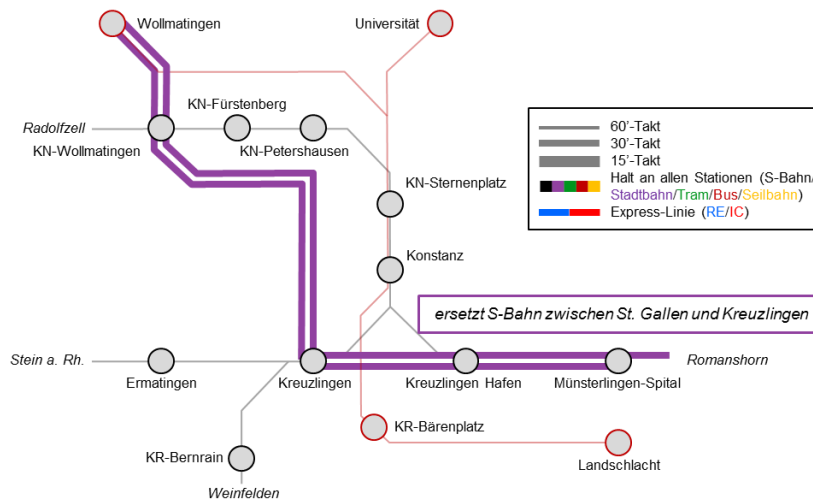 Wollmatingen
Universität
KN-Fürstenberg
Radolfzell
KN-Wollmatingen
KN-Petershausen
60'-Takt
30'-Takt
15'-Takt
Halt an allen Stationen (S-Bahn/
Stadtbahn/Tram/Bus/Seilbahn)
Express-Linie (RE/IC)
KN-Sternenplatz
Konstanz
ersetzt S-Bahn zwischen St. Gallen und Kreuzlingen
Stein a. Rh.
Romanshorn
Ermatingen
Kreuzlingen
Kreuzlingen Hafen
Münsterlingen-Spital
KR-Bärenplatz
KR-Bernrain
Landschlacht
Weinfelden